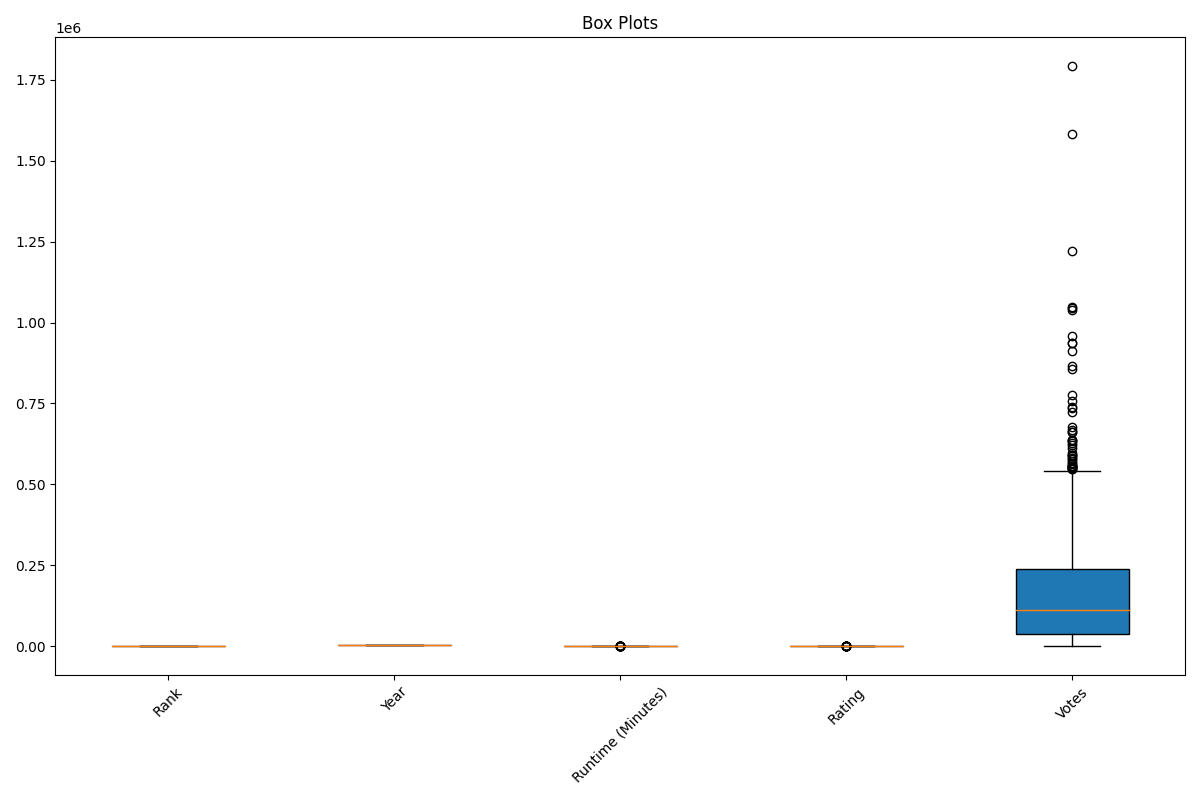 Box Plots
1e6
1.75
1.50
1.25
1.00
0.75
0.50
0.25
0.00
Rank
Year
Runtime (Minutes)
Rating
Votes